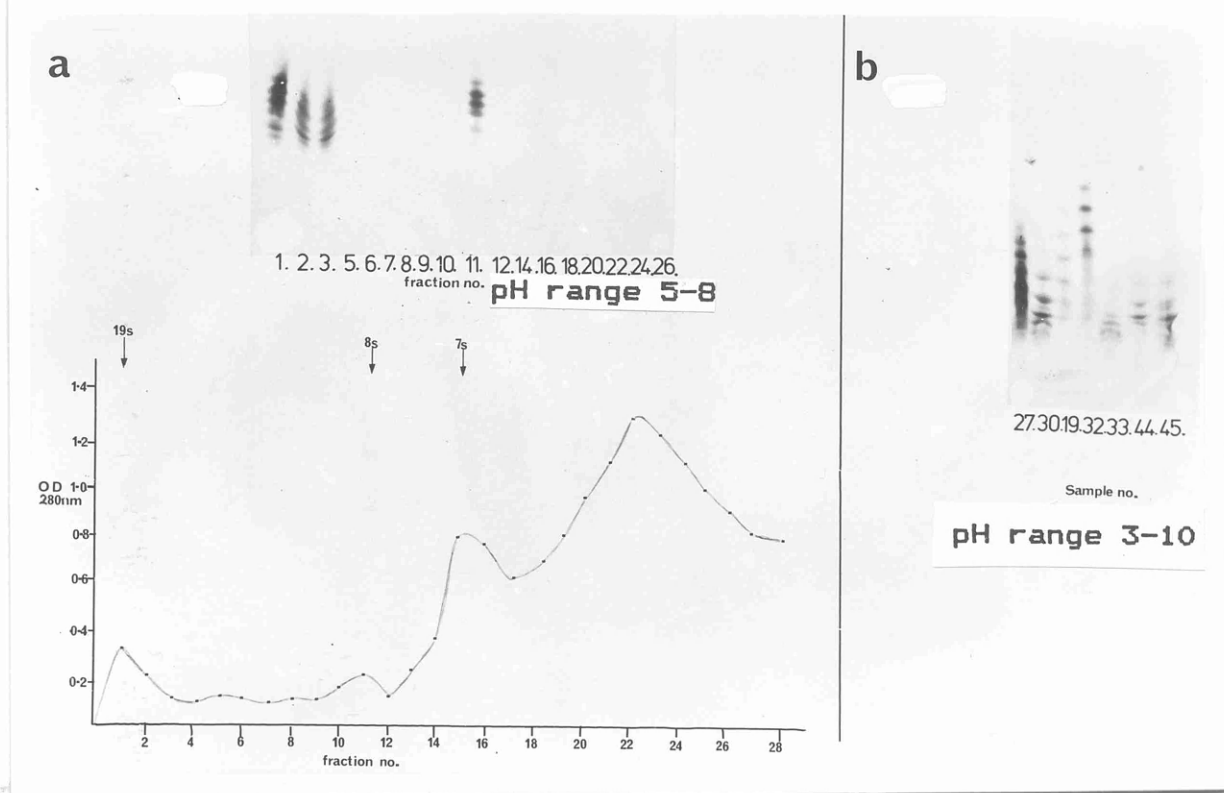 a
1. 2. 3. 5. 6. 7. 8. 9. 10. 11. 12. 14. 16. 18. 20. 22. 24. 26.
fraction no.
pH range 5-8
19s
8s
7s
1·4
1·2
1·0
OD
280nm
0·8
0·6
0·4
0·2
2 4 6 8 10 12 14 16 18 20 22 24 26 28
fraction no.
b
27. 30. 19. 32. 33. 44. 45.
Sample no.
pH range 3-10